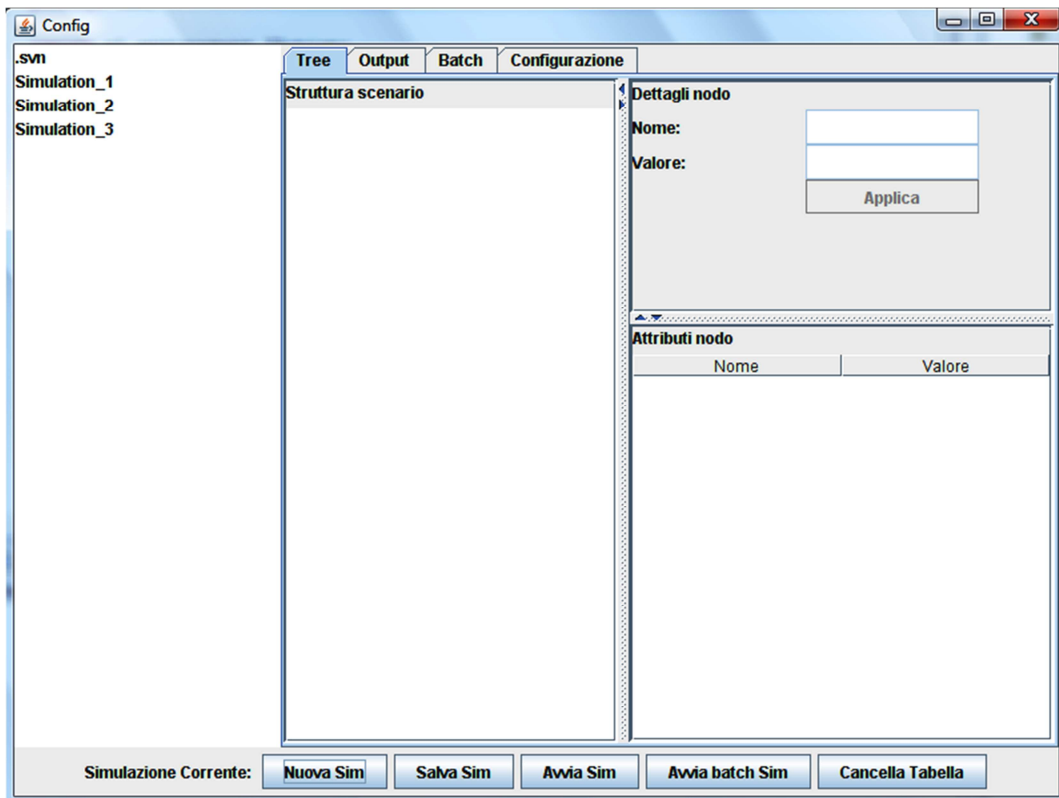 Config
.svn
Simulation_1
Simulation_2
Simulation_3
Tree Output Batch Configurazione
Struttura scenario
Dettagli nodo
Nome:
Valore:
Applica
Attributi nodo
Nome Valore
Simulazione Corrente: Nuova Sim Salva Sim Avvia Sim Avvia batch Sim Cancella Tabella